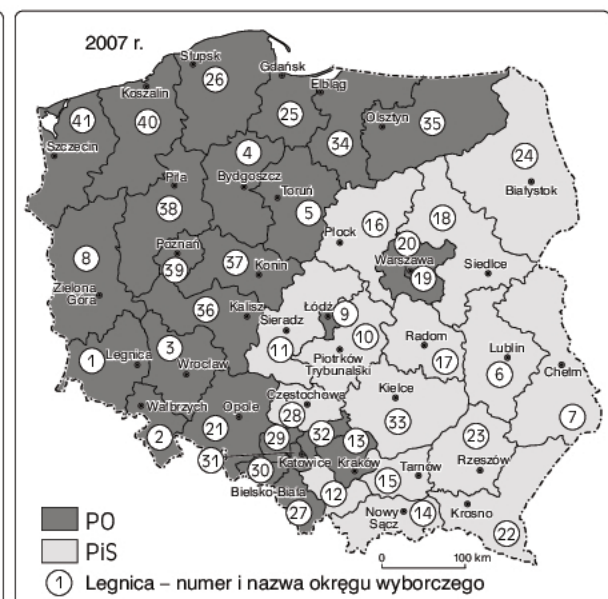 2007 r.
Słupsk
26
Gdańsk
Koszalin
Elbląg
41
40
25
Olsztyn
35
34
Szczecin
4
24
Piła
Bydgoszcz
Białystok
Toruń
38
5
16
18
Płock
20
8
Poznań
Warszawa
Siedlce
39
37
Konin
19
Zielona
Góra
36
Kalisz
Łódź
9
Sieradz
10
Radom
Lublin
1
Legnica
3
11
Piotrków
Trybunalski
17
6
Chełm
Wrocław
Częstochowa
Kielce
Wałbrzych
Opole
28
33
7
2
21
29
32
13
23
31
Katowice
Kraków
Tarnów
Rzeszów
30
15
Bielsko-Biała
12
27
Nowy
Sącz
14
Krosno
22
PO
PiS
0
100 km
1
Legnica – numer i nazwa okręgu wyborczego